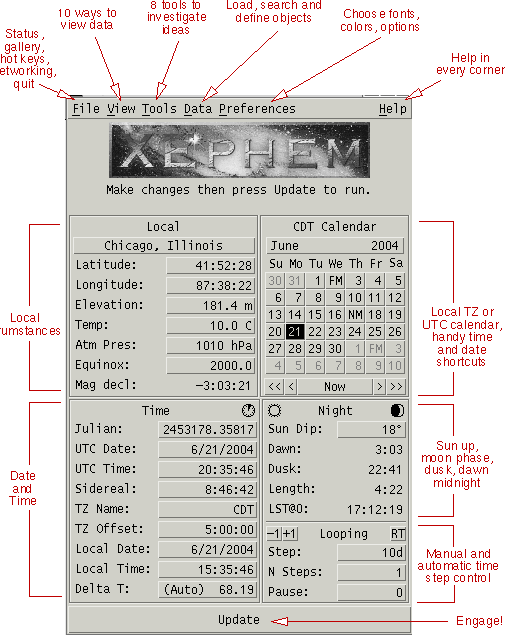 10 ways to
view data
8 tools to
investigate
ideas
Load, search and
define objects
Choose fonts,
colors, options
Status,
gallery,
hot keys,
etworking,
quit
Help in
every corner
File View Tools Data Preferences Help
XEPHEM
Make changes then press Update to run.
Local
Chicago, Illinois
Latitude: 41:52:28
Longitude: 87:38:22
Elevation: 181.4 m
Temp: 10.0 C
Atm Pres: 1010 hPa
Equinox: 2000.0
Mag decl: -3:03:21
CDT Calendar
June 2004
Su Mo Tu We Th Fr Sa
30 31 1 FM 3 4 5
6 7 8 9 10 11 12
13 14 15 16 NM 18 19
20 21 22 23 24 25 26
27 28 29 30 1 FM 3
4 5 6 7 8 9 10
<< < Now > >>
Local
rumstances
Local TZ or
UTC calendar,
handy time
and date
shortcuts
Time
Julian: 2453178.35817
UTC Date: 6/21/2004
UTC Time: 20:35:46
Sidereal: 8:46:42
TZ Name: CDT
TZ Offset: 5:00:00
Local Date: 6/21/2004
Local Time: 15:35:46
Delta T: (Auto) 68.19
Night
Sun Dip: 18°
Dawn: 3:03
Dusk: 22:41
Length: 4:22
LST@0: 17:12:19
-1 +1 Looping RT
Step: 10d
N Steps: 1
Pause: 0
Date
and
Time
Sun up,
moon phase,
dusk, dawn
midnight
Manual and
automatic time
step control
Update
Engage!